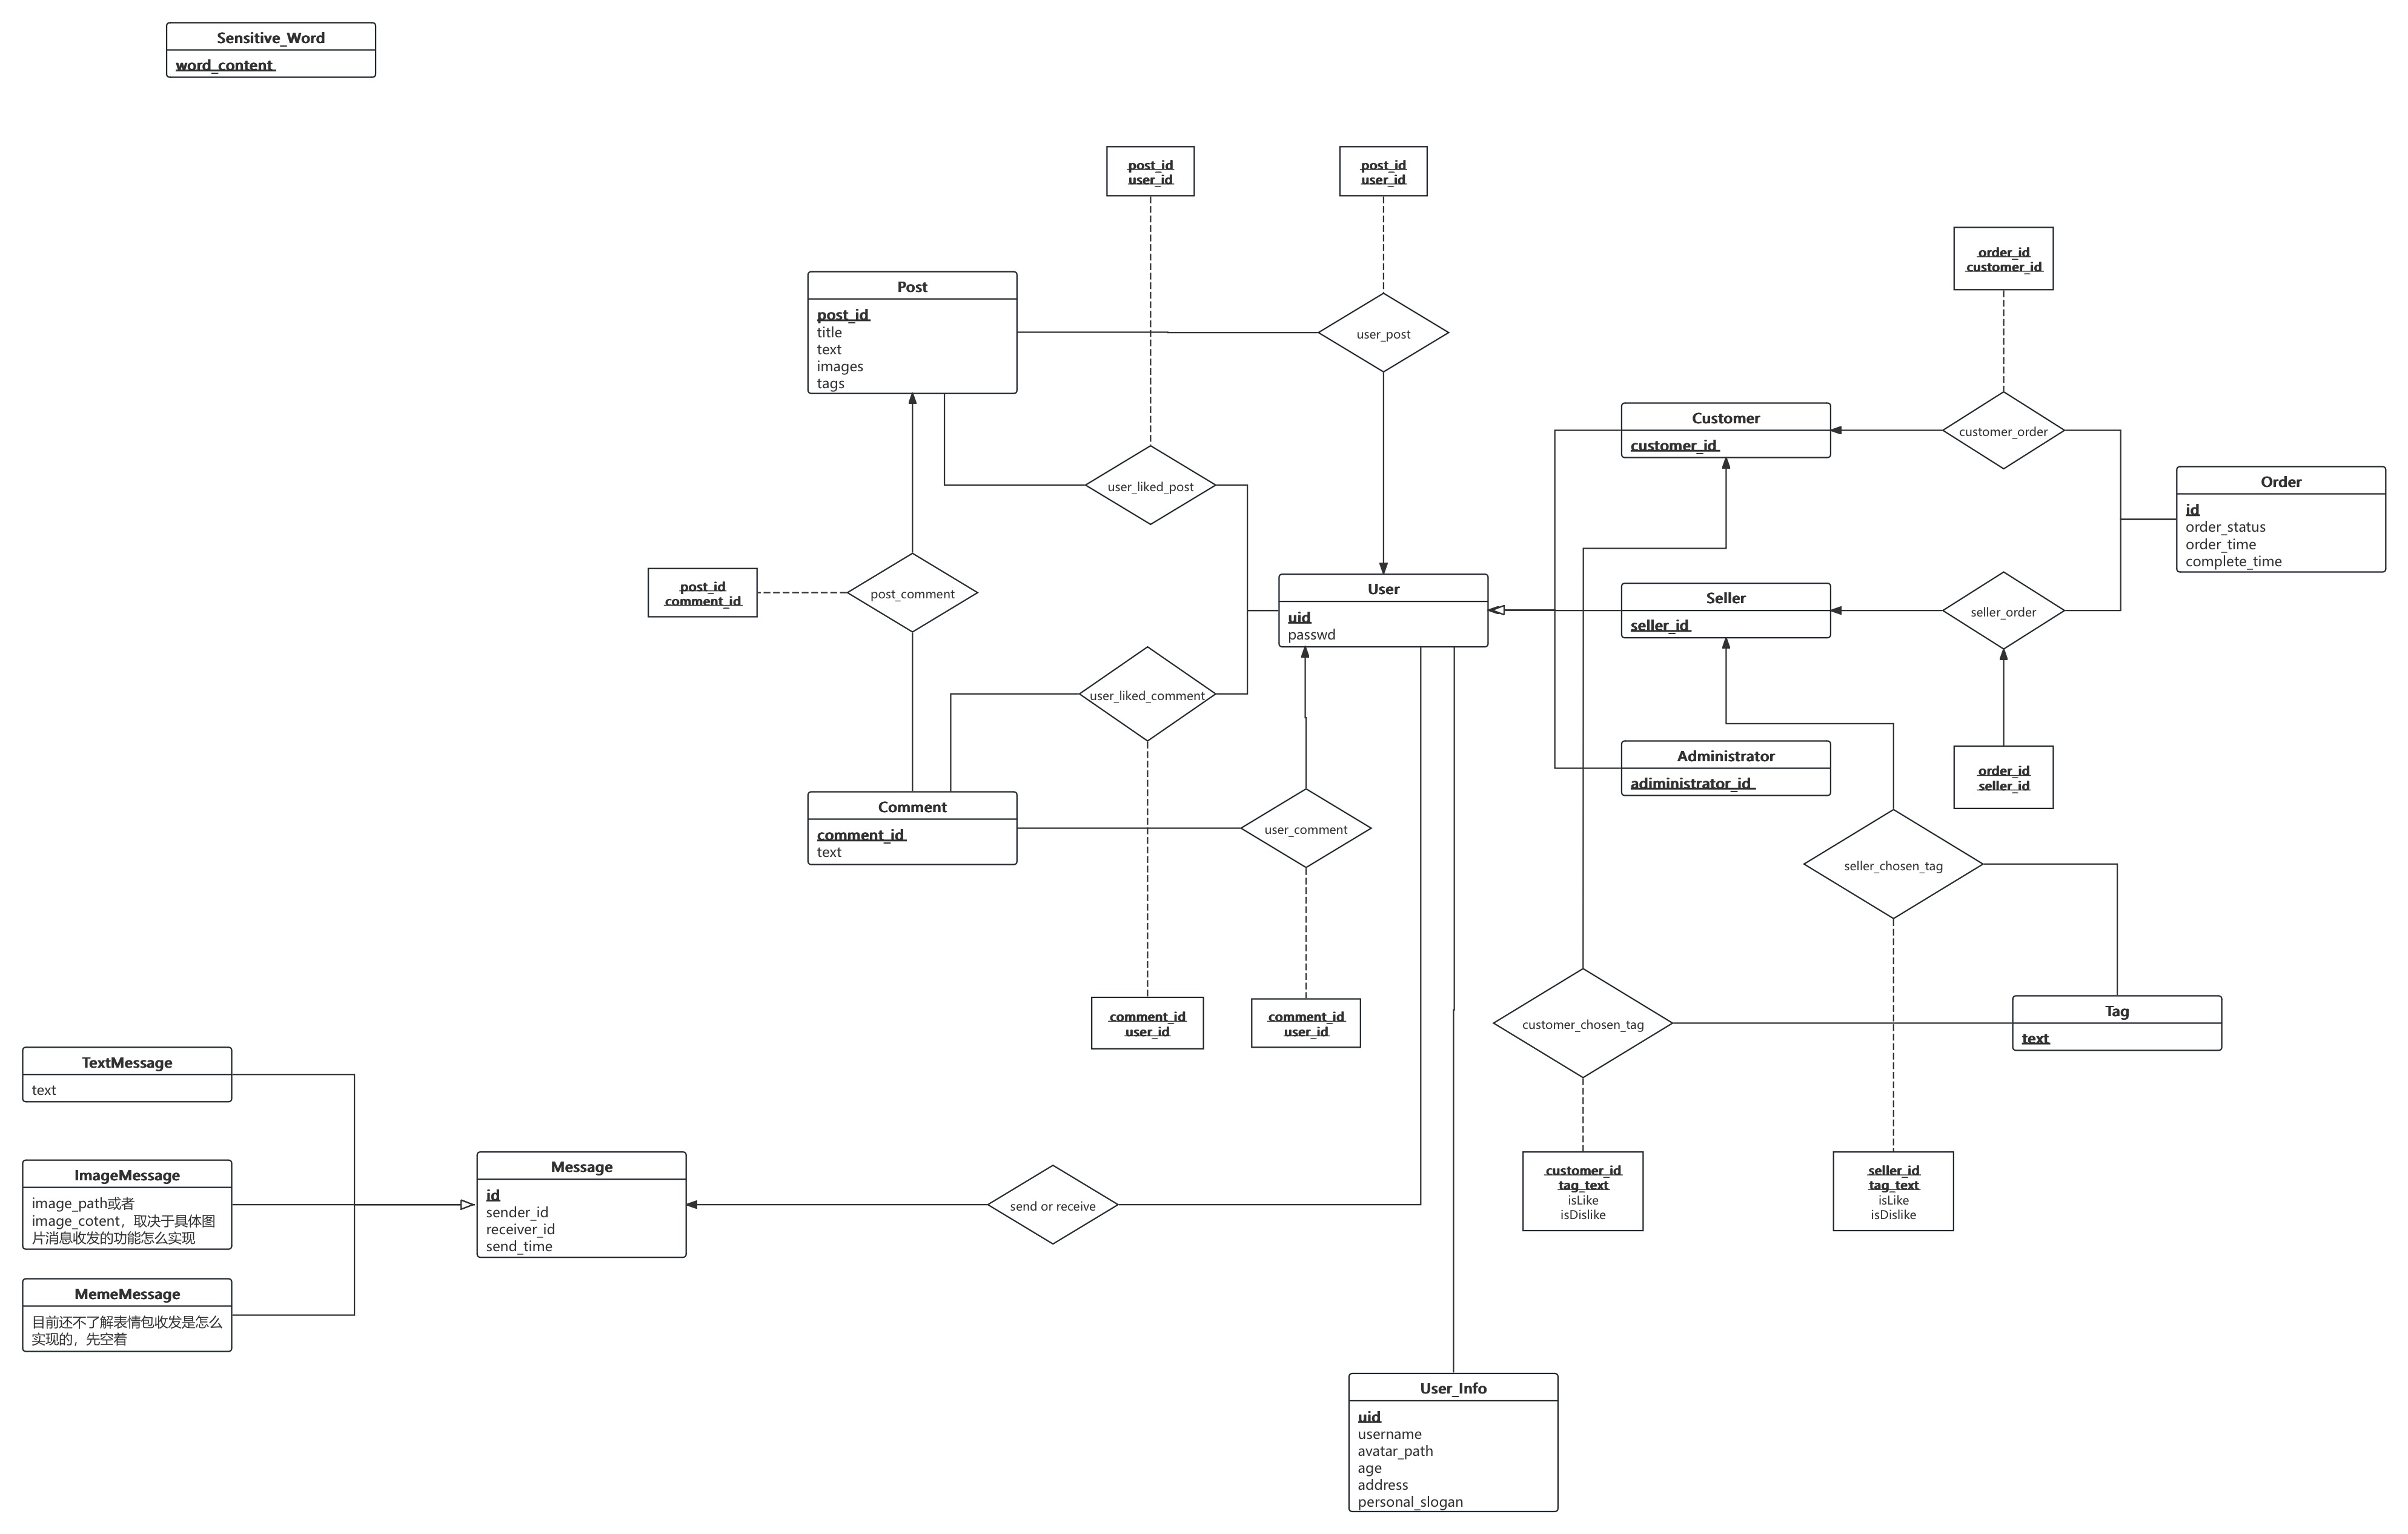 Sensitive_Word
word_content
post_id
user_id
post_id
user_id
order_id
customer_id
Post
post_id
title
text
images
tags
user_post
Customer
customer_id
customer_order
user_liked_post
Order
id
order_status
order_time
complete_time
post_id
comment_id
post_comment
User
uid
passwd
Seller
seller_id
seller_order
user_liked_comment
Administrator
adiministrator_id
order_id
seller_id
Comment
comment_id
text
user_comment
seller_chosen_tag
comment_id
user_id
comment_id
user_id
customer_chosen_tag
Tag
text
TextMessage
text
ImageMessage
image_path或者
image_cotent，取决于具体图
片消息收发的功能怎么实现
Message
id
sender_id
receiver_id
send_time
send or receive
customer_id
tag_text
isLike
isDislike
seller_id
tag_text
isLike
isDislike
MemeMessage
目前还不了解表情包收发是怎么
实现的，先空着
User_Info
uid
username
avatar_path
age
address
personal_slogan